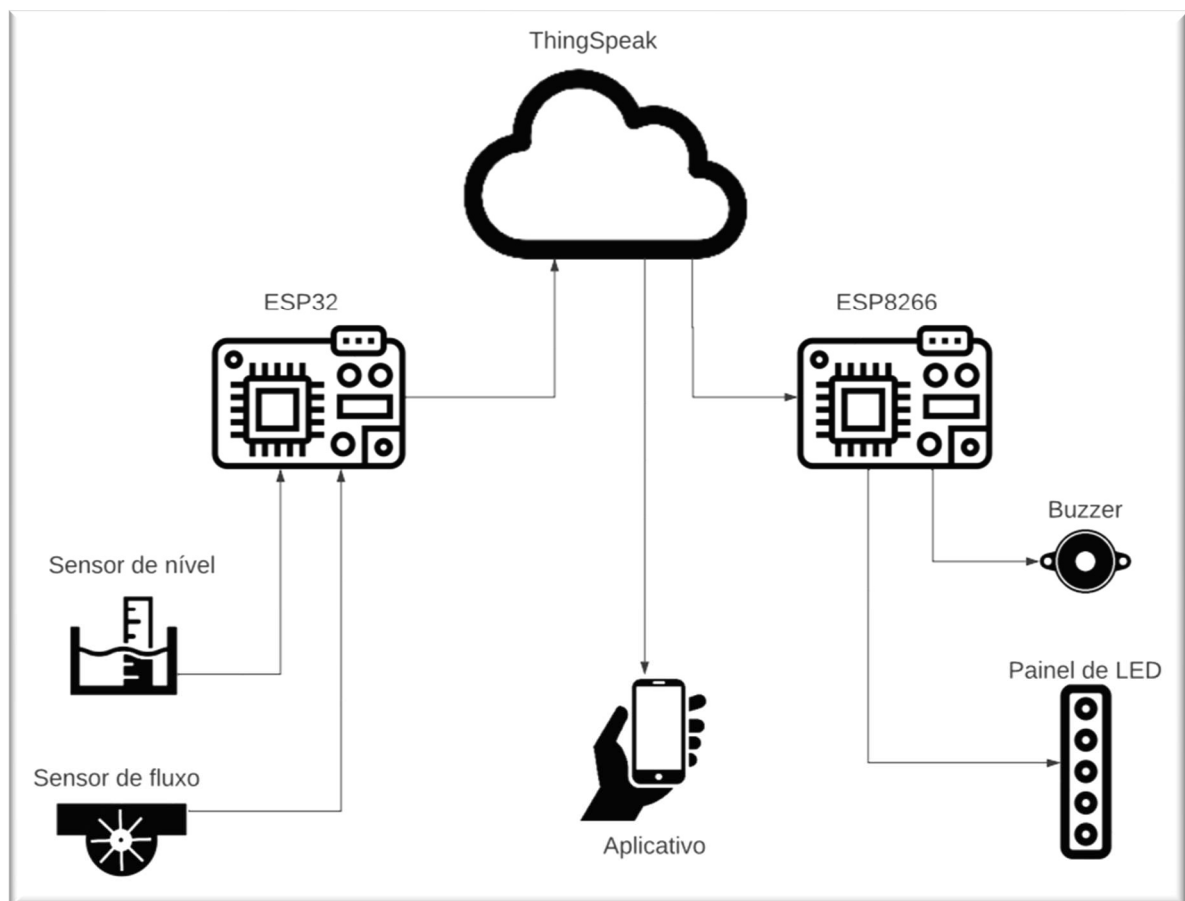 ThingSpeak
ESP32
ESP8266
Buzzer
Sensor de nível
Painel de LED
Sensor de fluxo
Aplicativo